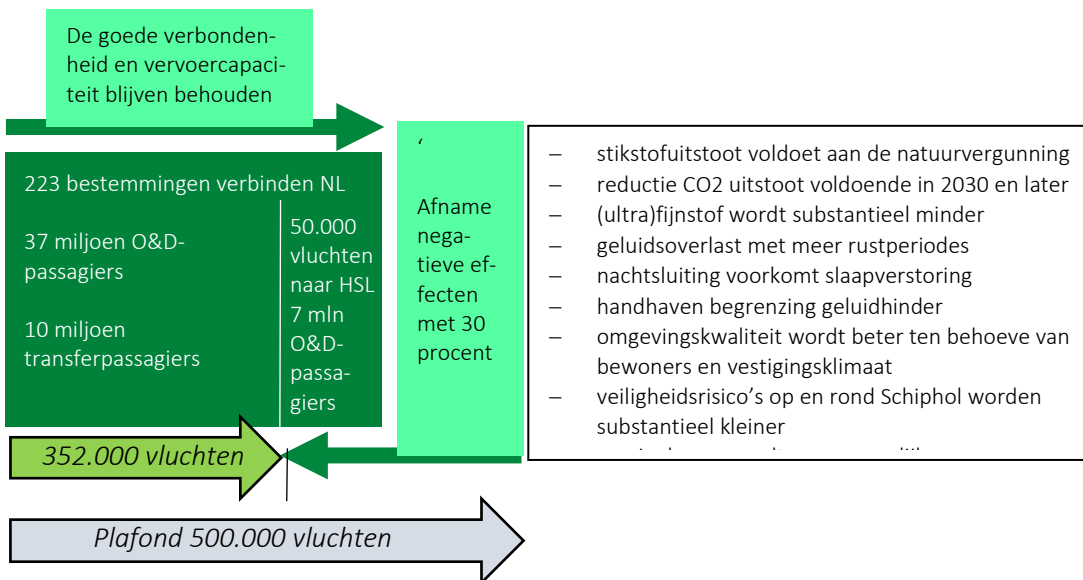 De goede verbonden-
heid en vervoercapaci-
teit blijven behouden
223 bestemmingen verbinden NL
37 miljoen O&D-
passagiers
10 miljoen
transferpassagiers
50.000
vluchten
naar HSL
7 mln
O&D-
passa-
giers
‘
Afname
nega-
tieve ef-
fecten
met 30
procent
– stikstofuitstoot voldoet aan de natuurvergunning
– reductie CO2 uitstoot voldoende in 2030 en later
– (ultra)fijnstof wordt substantieel minder
– geluidsoverlast met meer rustperiodes
– nachtsluiting voorkomt slaapverstoring
– handhaven begrenzing geluidhinder
– omgevingskwaliteit wordt beter ten behoeve van
bewoners en vestigingsklimaat
– veiligheidsrisico’s op en rond Schiphol worden
substantieel kleiner
352.000 vluchten
Plafond 500.000 vluchten